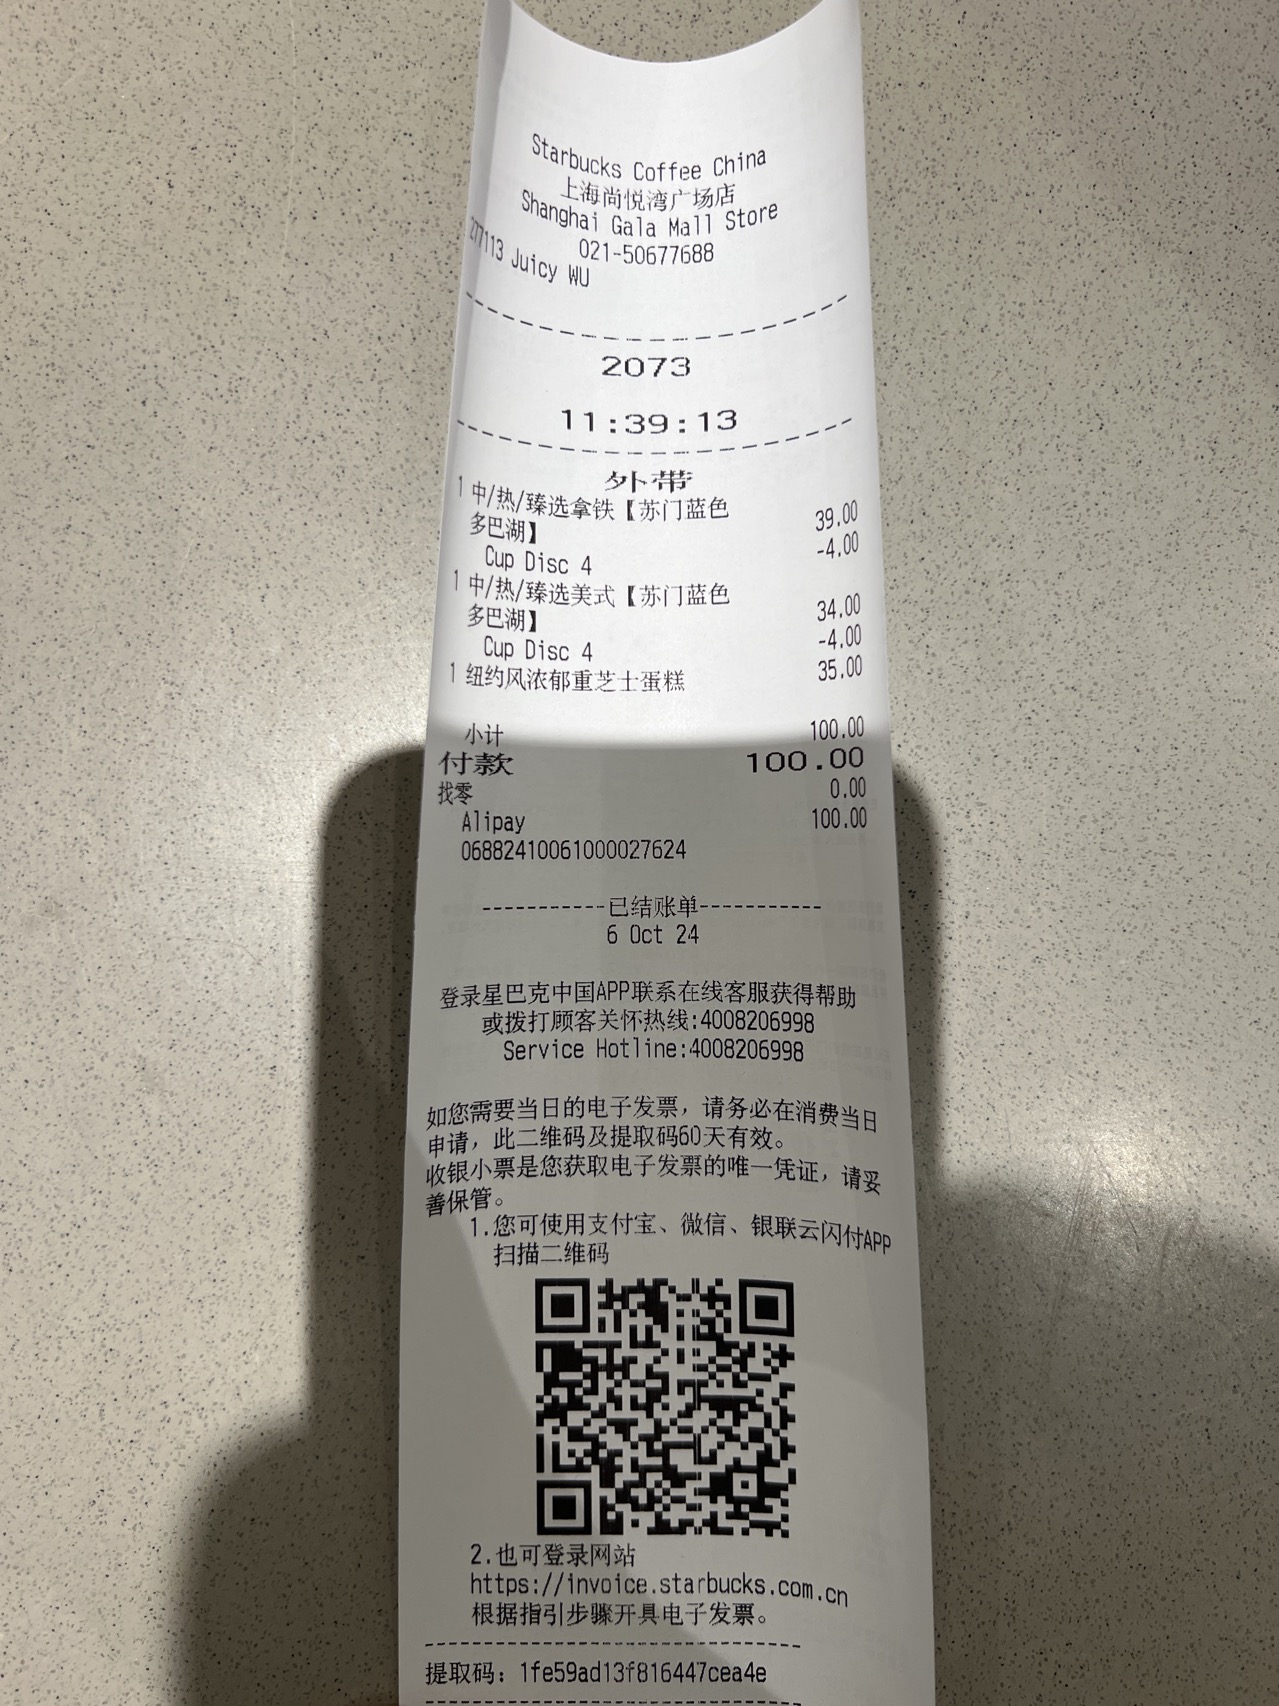 Starbucks Coffee China
上海尚悦湾广场店
Shanghai Gala Mall Store
021-50677688
277113 Juicy WU
2073
11:39:13
外带
1 中/热/臻选拿铁【苏门蓝色 39.00
多巴湖】
Cup Disc 4 -4.00
1 中/热/臻选美式【苏门蓝色 34.00
多巴湖】
Cup Disc 4 -4.00
1 纽约风浓郁重芝士蛋糕 35.00
小计 100.00
付款 100.00
找零 0.00
Alipay 100.00
06882410061000027624
-----------已结账单-----------
6 Oct 24
登录星巴克中国APP联系在线客服获得帮助
或拨打顾客关怀热线:4008206998
Service Hotline:4008206998
如您需要当日的电子发票，请务必在消费当日
申请，此二维码及提取码60天有效。
收银小票是您获取电子发票的唯一凭证，请妥
善保管。
1.您可使用支付宝、微信、银联云闪付APP
扫描二维码
2.也可登录网站
https://invoice.starbucks.com.cn
根据指引步骤开具电子发票。
提取码: 1fe59ad13f816447cea4e